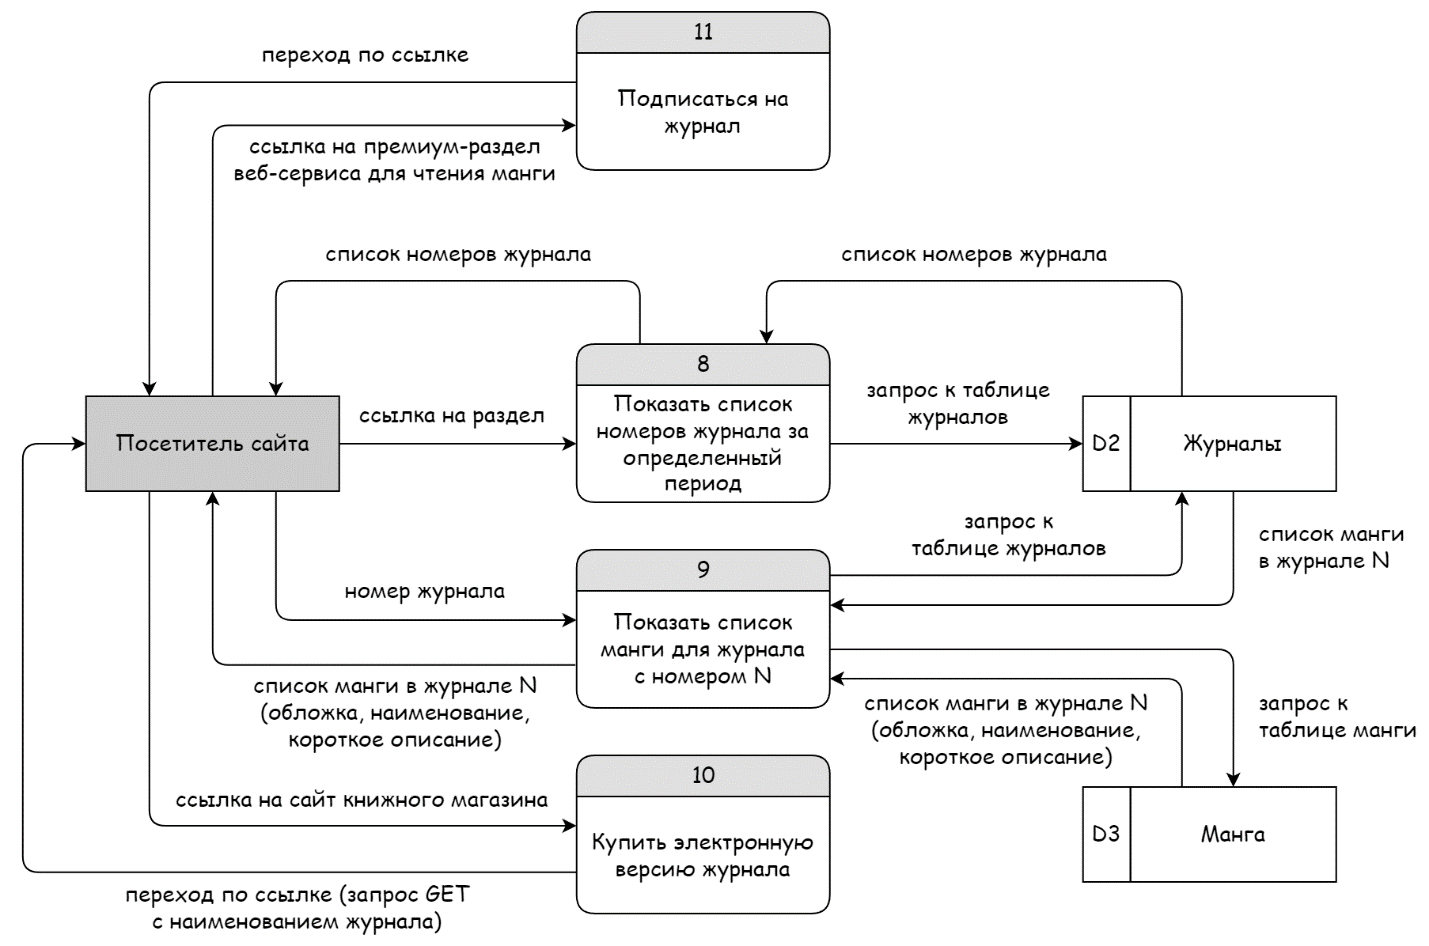 11
переход по ссылке
Подписаться на
журнал
ссылка на премиум-раздел
веб-сервиса для чтения манги
список номеров журнала
список номеров журнала
8
Показать список
номеров журнала за
определенный
период
запрос к таблице
журналов
ссылка на раздел
Посетитель сайта
D2
Журналы
запрос к
таблице журналов
список манги
в журнале N
9
Показать список
манги для журнала
с номером N
номер журнала
список манги в журнале N
(обложка, наименование,
короткое описание)
список манги в журнале N
(обложка, наименование,
короткое описание)
запрос к
таблице манги
10
Купить электронную
версию журнала
ссылка на сайт книжного магазина
D3
Манга
переход по ссылке (запрос GET
с наименованием журнала)